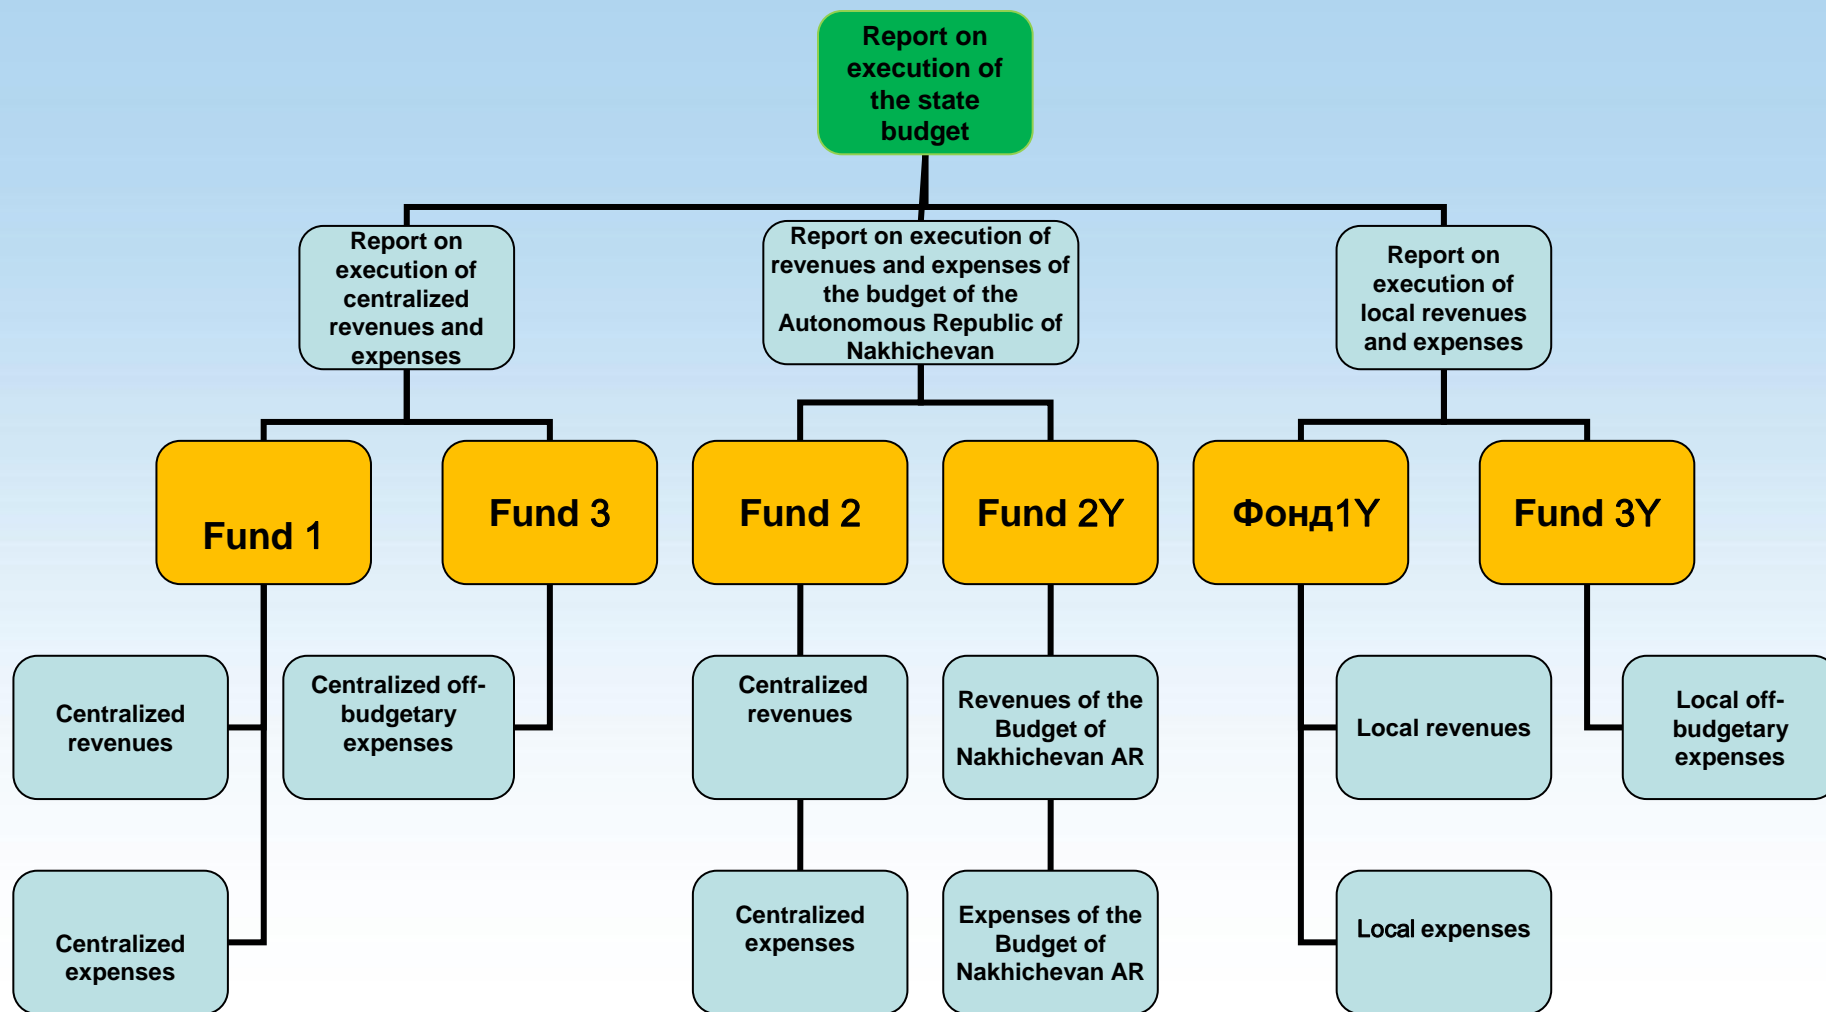 Report on
execution of
the state
budget
Report on
execution of
centralized
revenues and
expenses
Report on execution of
revenues and expenses of
the budget of the
Autonomous Republic of
Nakhichevan
Report on
execution of
local revenues
and expenses
Fund 1
Fund 3
Fund 2
Fund 2Y
Фонд1Y
Fund 3Y
Centralized
revenues
Centralized off-
budgetary
expenses
Centralized
revenues
Revenues of the
Budget of
Nakhichevan AR
Local revenues
Local off-
budgetary
expenses
Centralized
expenses
Centralized
expenses
Expenses of the
Budget of
Nakhichevan AR
Local expenses